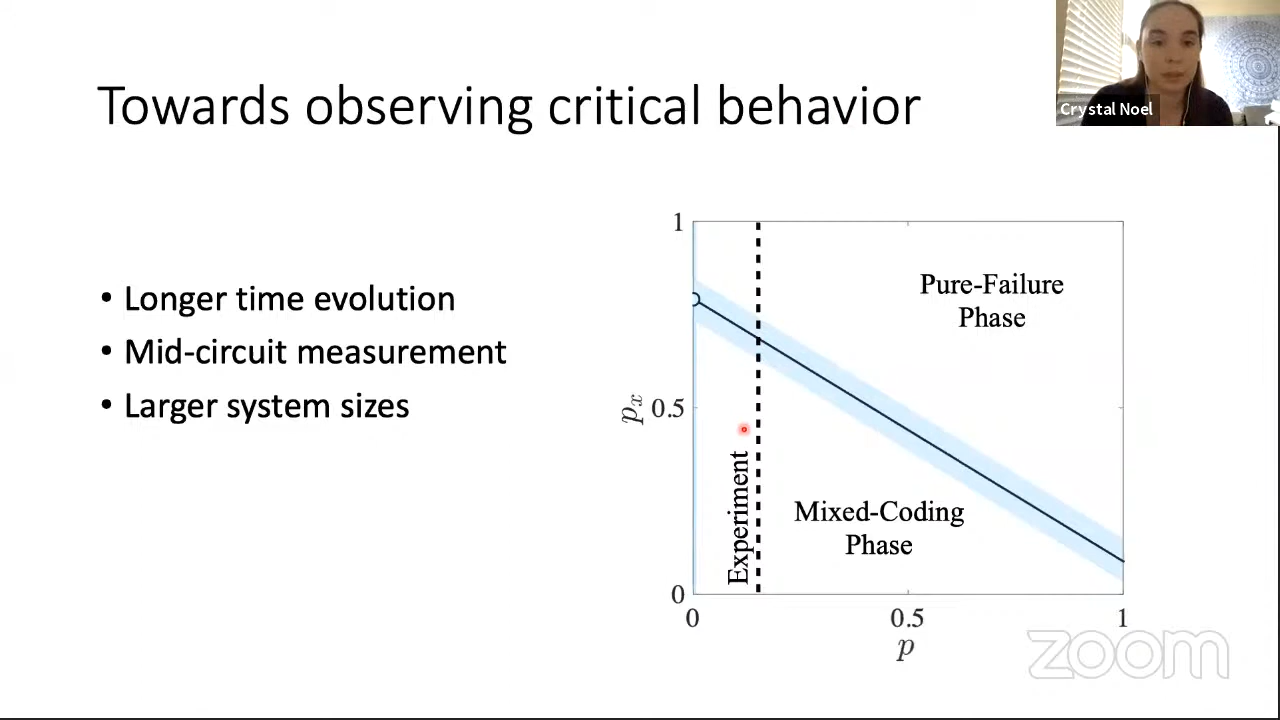 Towards observing critical behavior
Crystal Noel
• Longer time evolution
• Mid-circuit measurement
• Larger system sizes
1
0.5
0
p_x
Experiment
Pure-Failure
Phase
Mixed-Coding
Phase
0
0.5
1
p
zoom